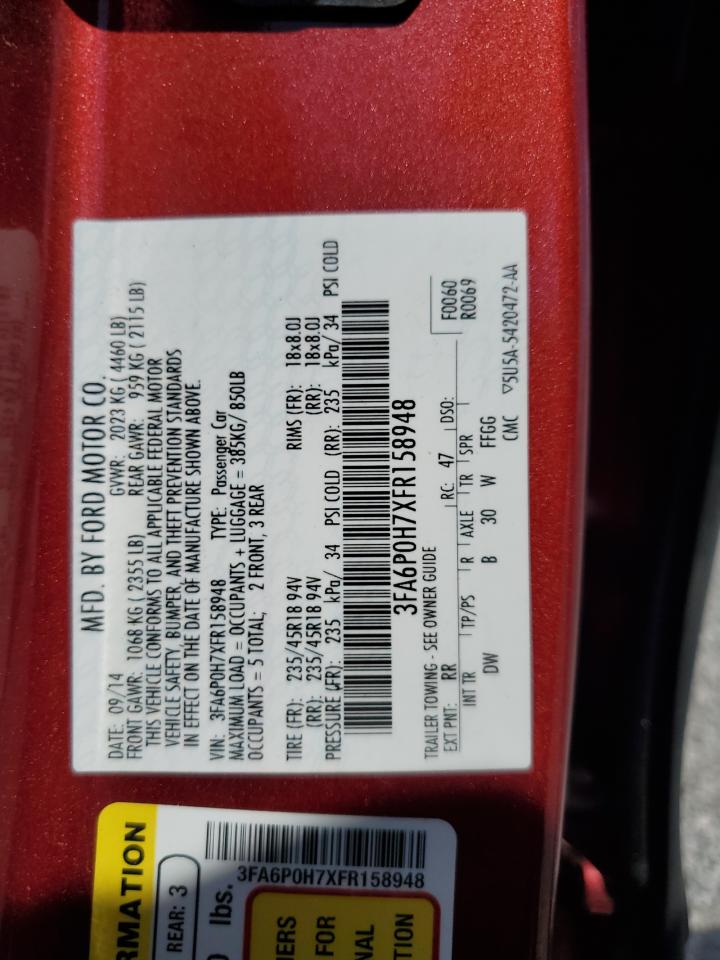 MFD. BY FORD MOTOR CO.
DATE: 09/14 GVWR: 2023 KG ( 4460 LB)
FRONT GAWR: 1068 KG ( 2355 LB) REAR GAWR: 959 KG ( 2115 LB)
THIS VEHICLE CONFORMS TO ALL APPLICABLE FEDERAL MOTOR
VEHICLE SAFETY, BUMPER, AND THEFT PREVENTION STANDARDS
IN EFFECT ON THE DATE OF MANUFACTURE SHOWN ABOVE.
VIN: 3FA6P0H7XFR158948 TYPE: Passenger Car
MAXIMUM LOAD = OCCUPANTS + LUGGAGE = 385KG/ 850LB
OCCUPANTS = 5 TOTAL; 2 FRONT, 3 REAR
TIRE (FR): 235/45R18 94V RIMS (FR): 18x8.0J
(RR): 235/45R18 94V (RR): 18x8.0J
PRESSURE (FR): 235 kPa/ 34 PSI COLD (RR): 235 kPa/ 34 PSI COLD
3FA6P0H7XFR158948
TRAILER TOWING - SEE OWNER GUIDE
EXT PNT: RR RC: 47 DSO: F0060
INT TR TP/PS R AXLE TR SPR R0069
DW B 30 W FFGG
CMC ▽5U5A-5420472-AA
RMATION
REAR: 3
lbs.
3FA6P0H7XFR158948
FOR